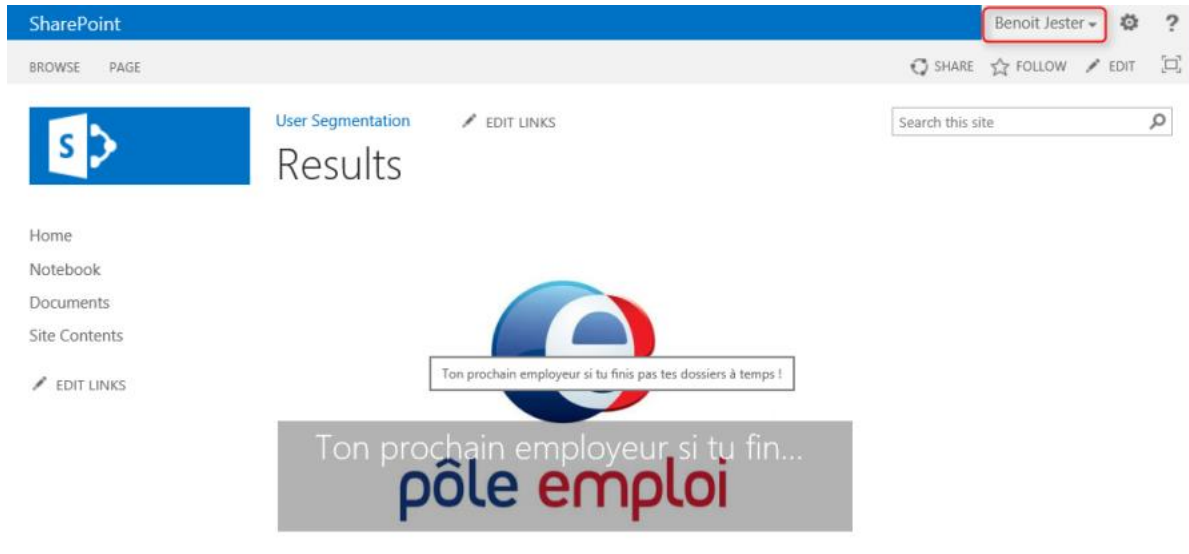 SharePoint
Benoit Jester
?
BROWSE PAGE
SHARE FOLLOW EDIT
S
User Segmentation EDIT LINKS
Search this site
Results
Home
Notebook
Documents
Site Contents
EDIT LINKS
e
Ton prochain employeur si tu finis pas tes dossiers à temps !
Ton prochain employeur si tu fin...
pôle emploi